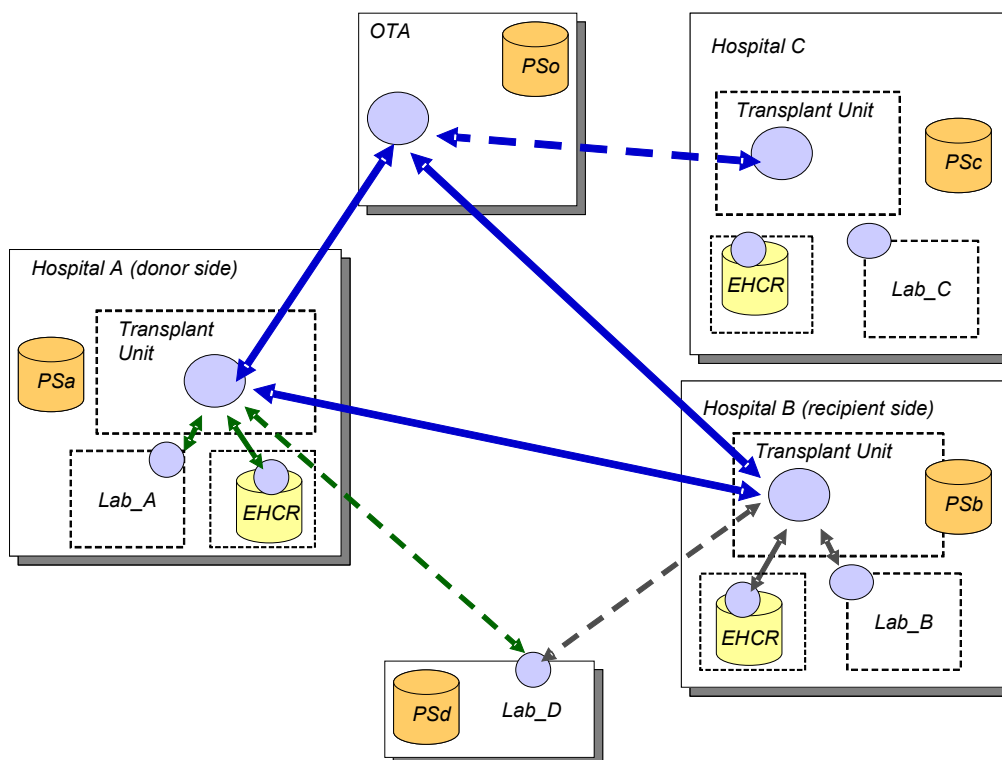 OTA
PSo
Hospital C
Transplant Unit
PSc
EHCR
Lab_C
Hospital A (donor side)
Transplant
Unit
PSa
Lab_A
EHCR
Hospital B (recipient side)
Transplant Unit
PSb
EHCR
Lab_B
PSd
Lab_D